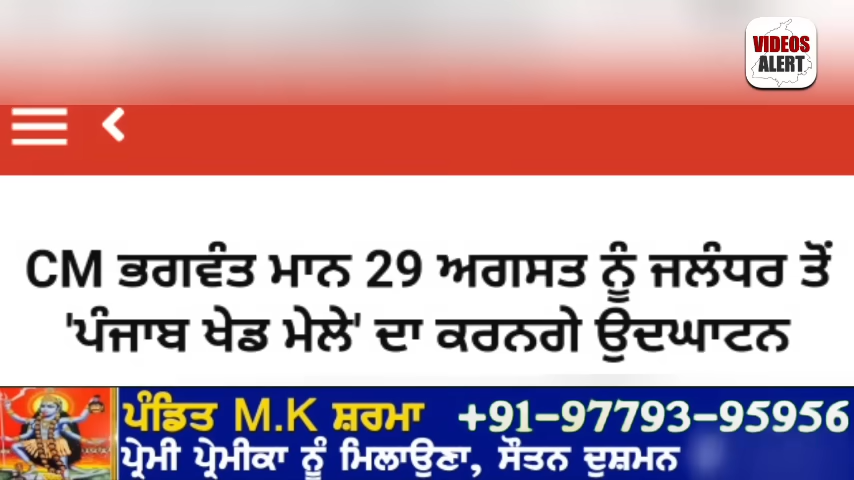 VIDEOS
ALERT
CM ਭਗਵੰਤ ਮਾਨ 29 ਅਗਸਤ ਨੂੰ ਜਲੰਧਰ ਤੋਂ
'ਪੰਜਾਬ ਖੇਡ ਮੇਲੇ' ਦਾ ਕਰਨਗੇ ਉਦਘਾਟਨ
ਪੰਡਿਤ M.K ਸ਼ਰਮਾ +91-97793-95956
ਪ੍ਰੇਮੀ ਪ੍ਰੇਮੀਕਾ ਨੂੰ ਮਿਲਾਉਣਾ, ਸੌਤਨ ਦੁਸ਼ਮਨ